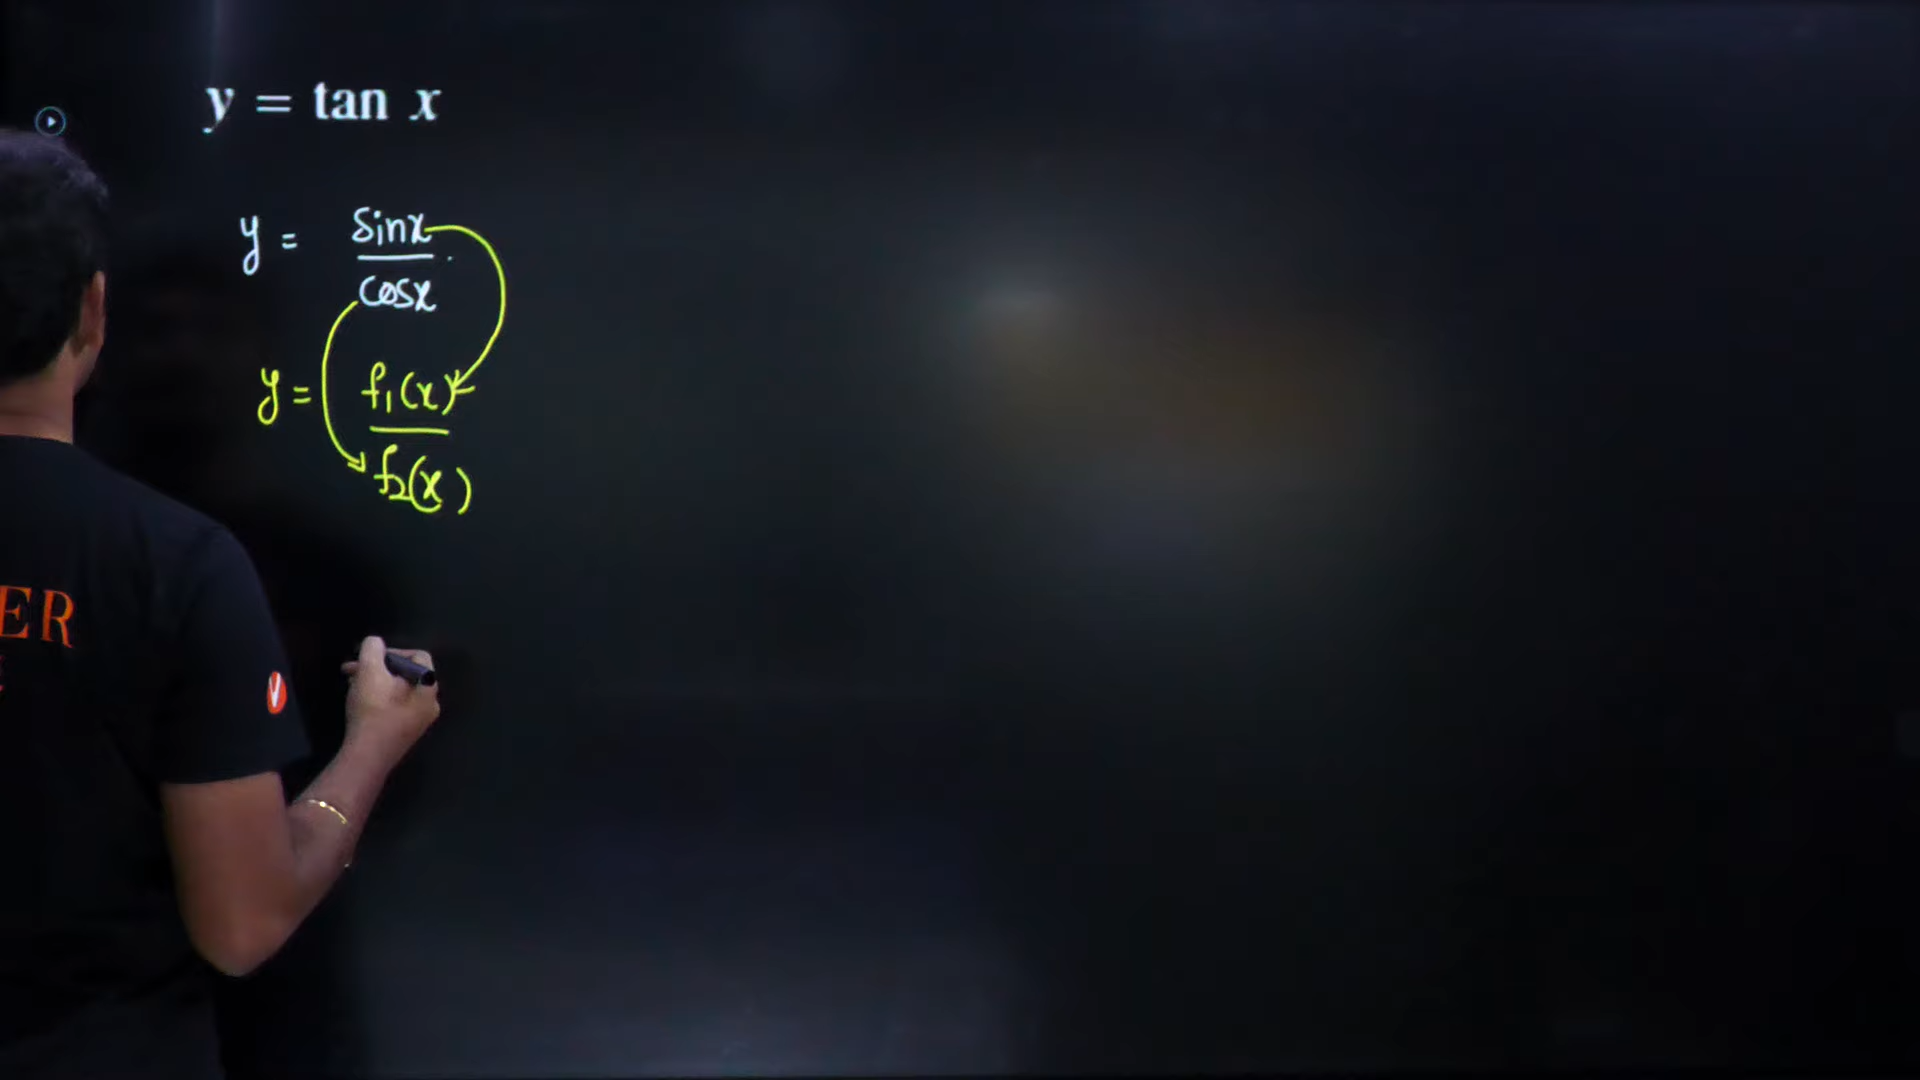 y = tan x
y = sinx
cosx
y = f₁(x)
f₂(x)
ER
V